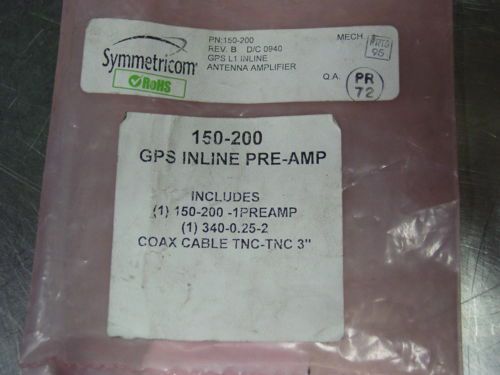 Symmetricom
RoHS
PN:150-200
REV. B D/C 0940
GPS L1 INLINE
ANTENNA AMPLIFIER
MECH.
95
Q.A.
PR
72
150-200
GPS INLINE PRE-AMP
INCLUDES
(1) 150-200 -1PREAMP
(1) 340-0.25-2
COAX CABLE TNC-TNC 3"